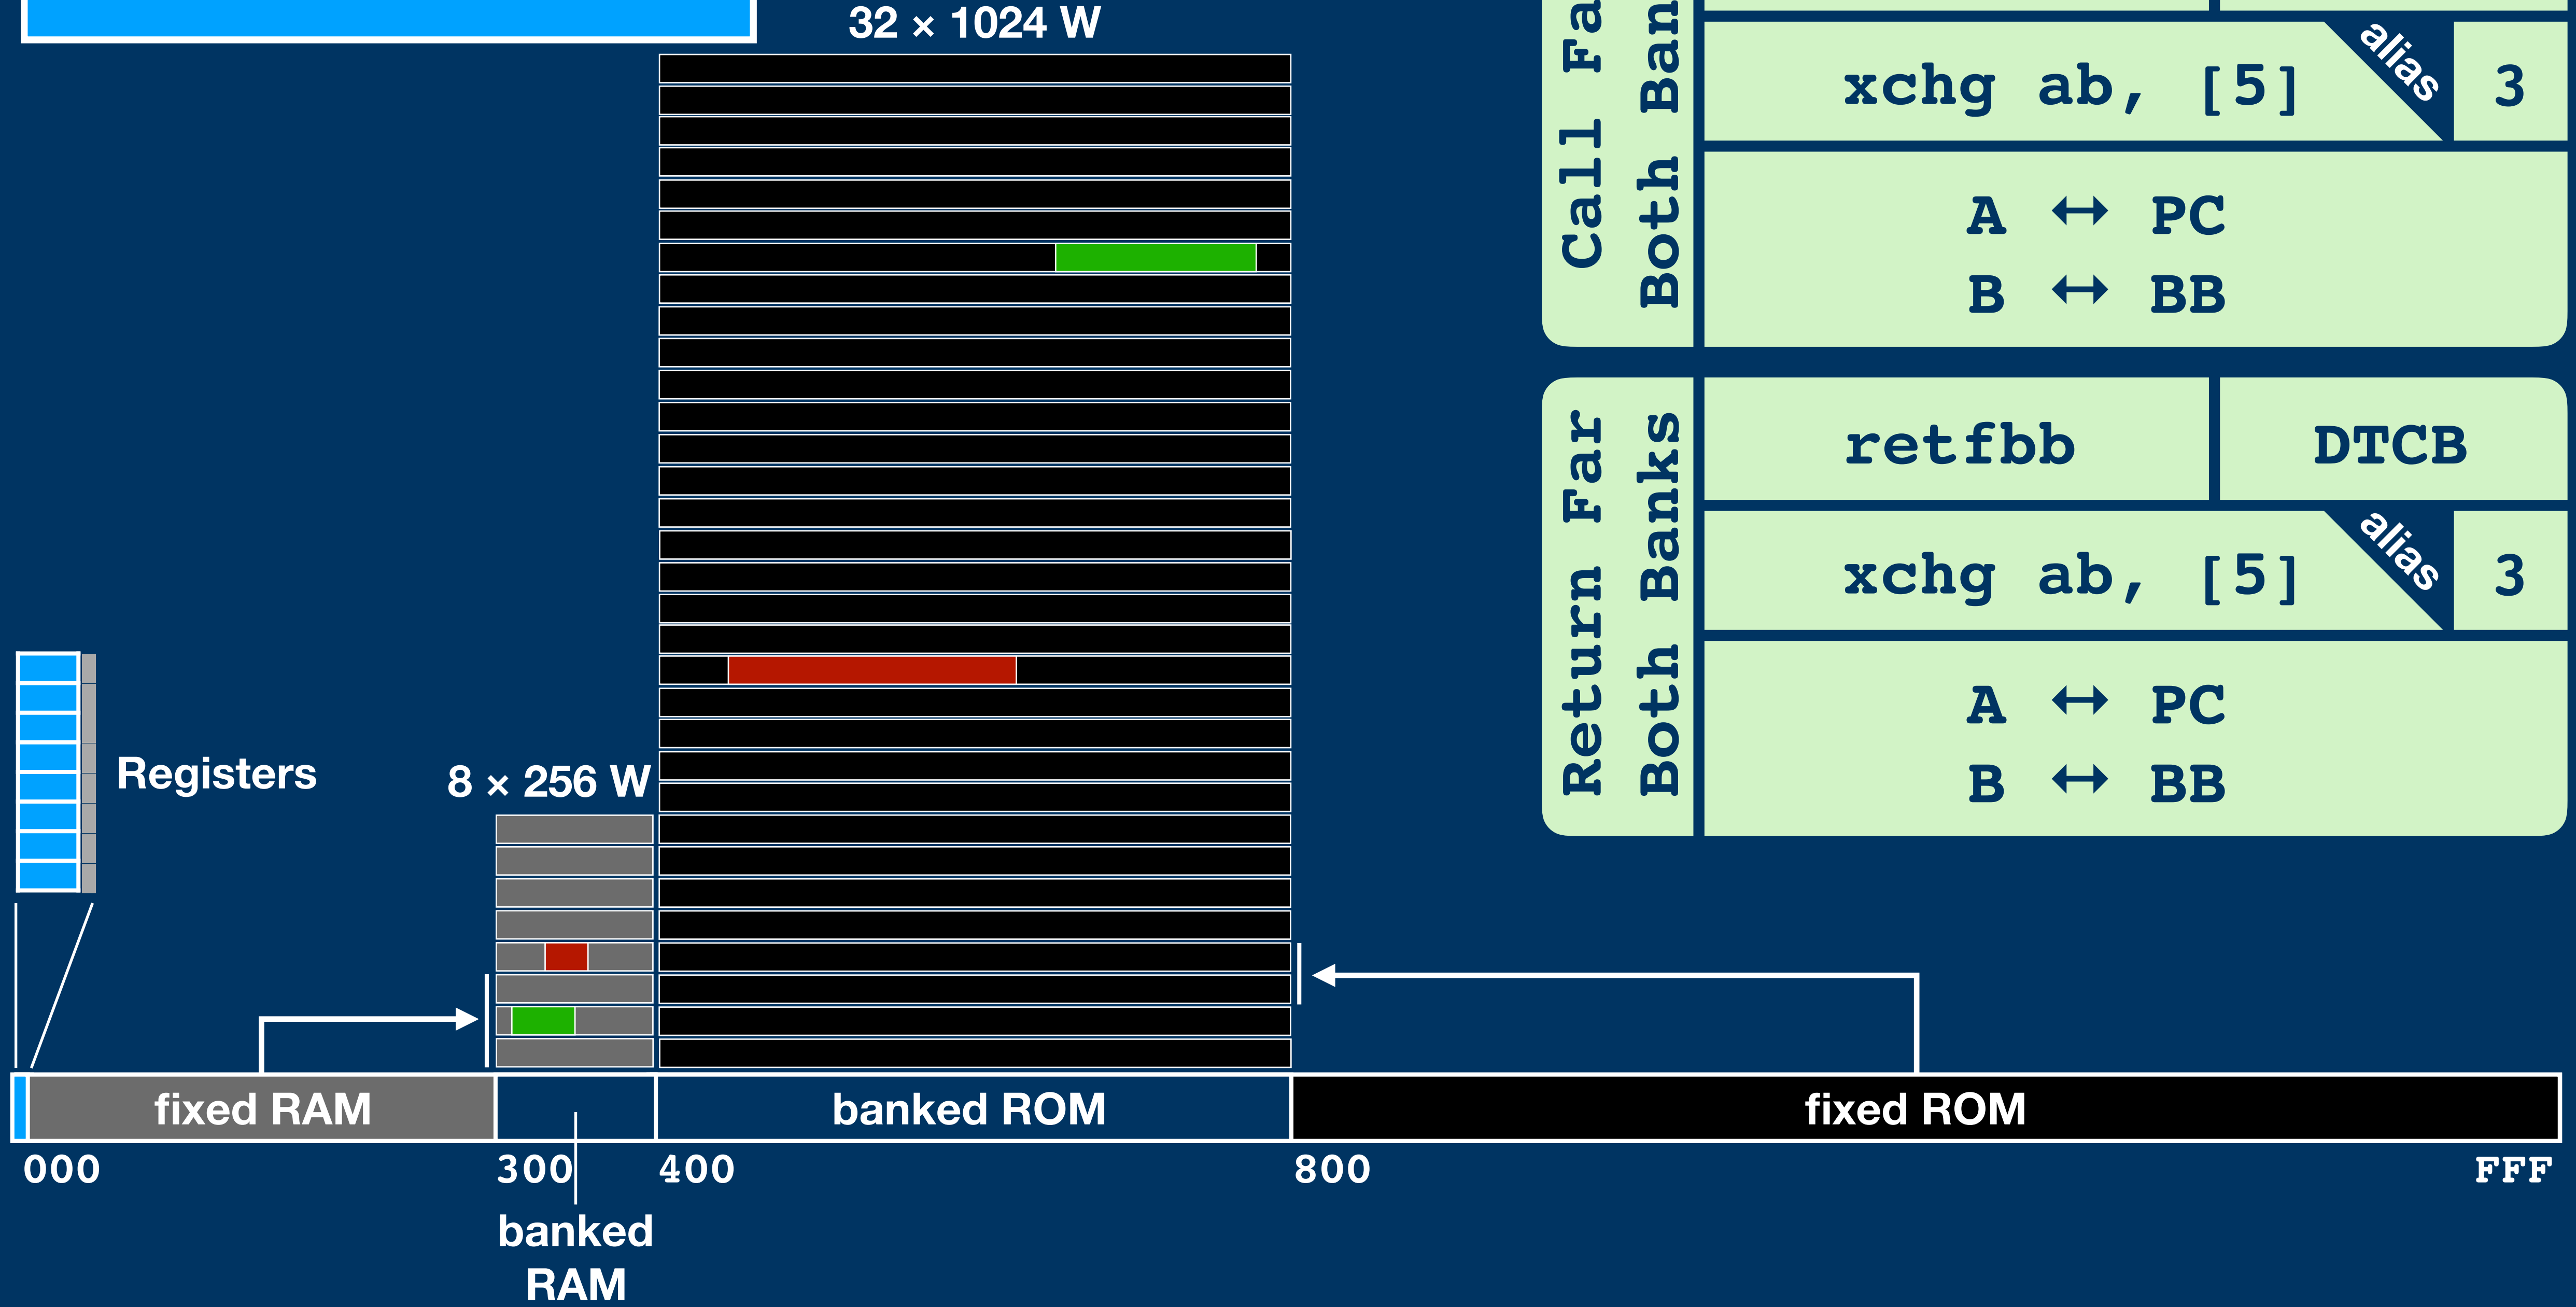 32 × 1024 W
Call Fa
Both Ban
xchg ab, [5]
alias
3
A ↔ PC
B ↔ BB
Return Far
Both Banks
retfbb
DTCB
xchg ab, [5]
alias
3
A ↔ PC
B ↔ BB
Registers
8 × 256 W
fixed RAM
banked ROM
fixed ROM
000
300
400
800
FFF
banked
RAM